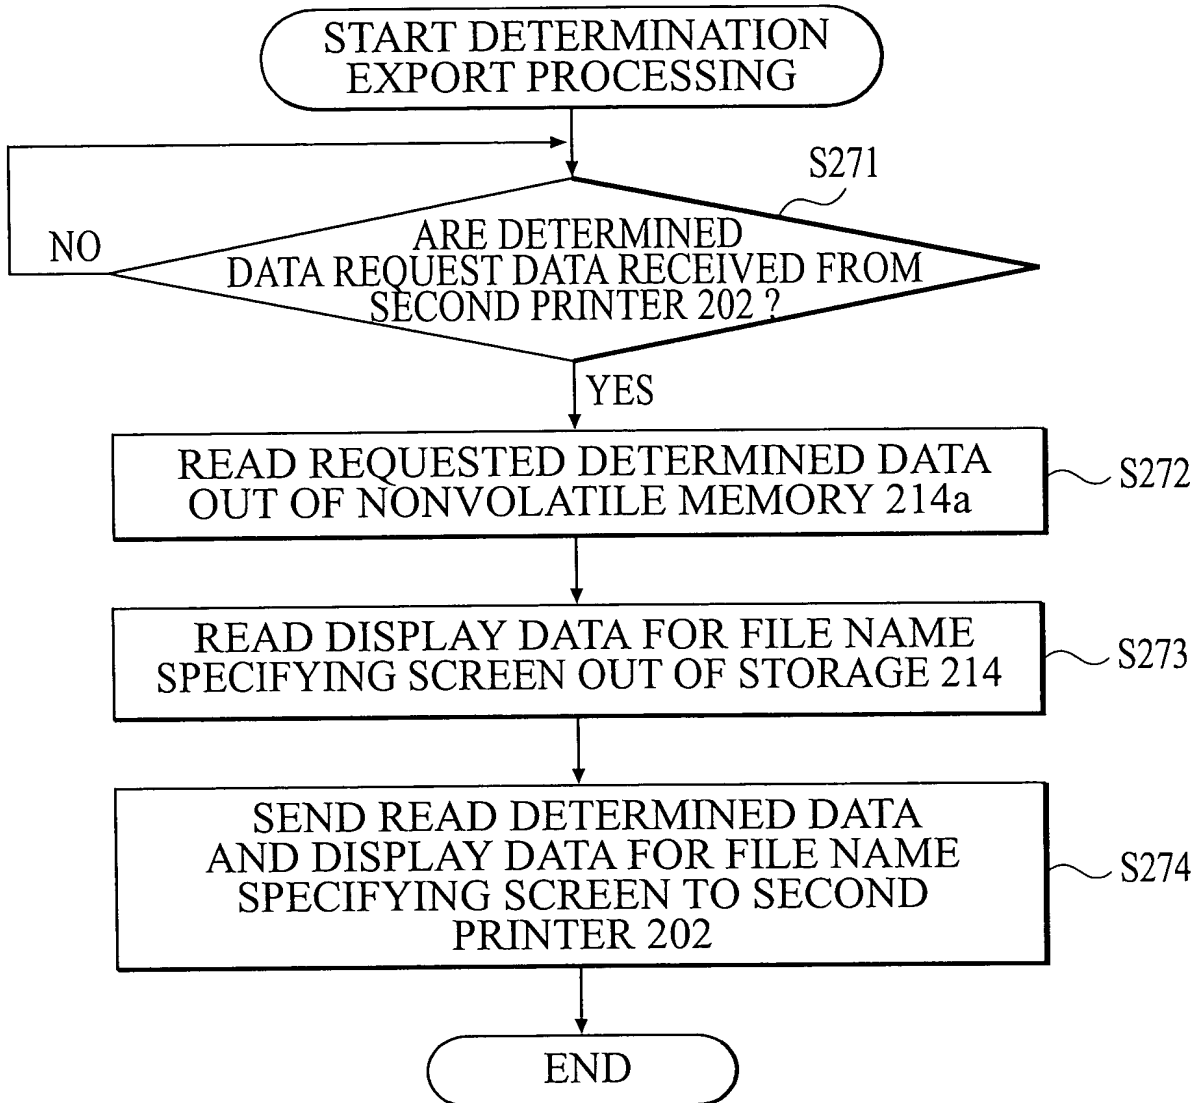 START DETERMINATION
EXPORT PROCESSING
S271
ARE DETERMINED
DATA REQUEST DATA RECEIVED FROM
SECOND PRINTER 202 ?
NO
YES
READ REQUESTED DETERMINED DATA
OUT OF NONVOLATILE MEMORY 214a
S272
READ DISPLAY DATA FOR FILE NAME
SPECIFYING SCREEN OUT OF STORAGE 214
S273
SEND READ DETERMINED DATA
AND DISPLAY DATA FOR FILE NAME
SPECIFYING SCREEN TO SECOND
PRINTER 202
S274
END